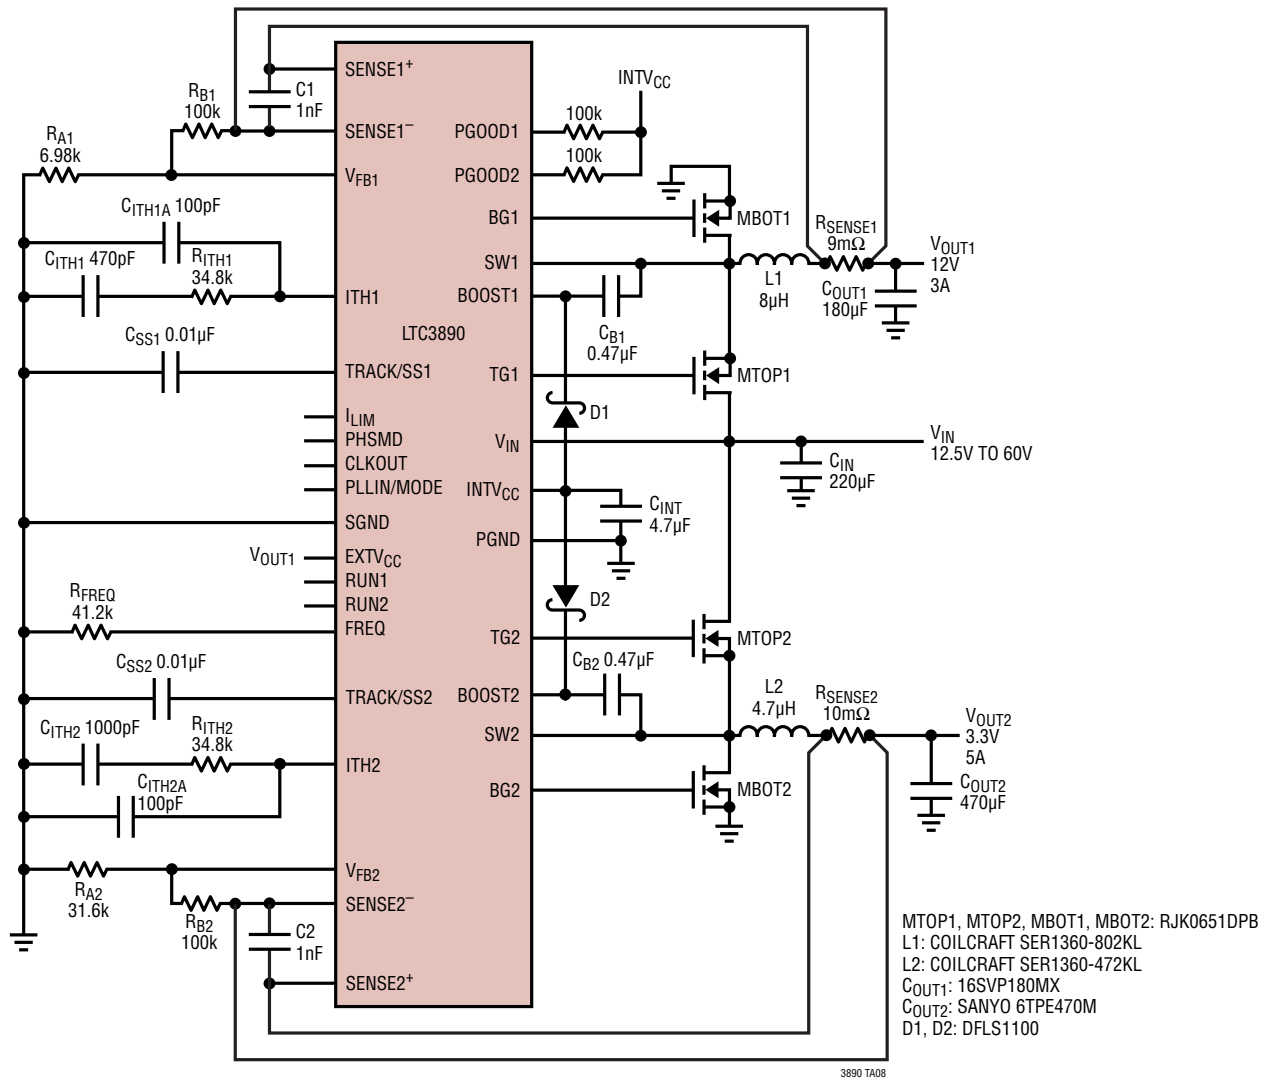 SENSE1+
RB1
100k
C1
1nF
SENSE1–
RA1
6.98k
VFB1
CITH1A 100pF
CITH1 470pF
RITH1
34.8k
ITH1
CSS1 0.01µF
TRACK/SS1
ILIM
PHSMD
CLKOUT
PLLIN/MODE
SGND
VOUT1
EXTVCC
RUN1
RUN2
RFREQ
41.2k
FREQ
CSS2 0.01µF
TRACK/SS2
CITH2 1000pF
RITH2
34.8k
ITH2
CITH2A
100pF
VFB2
RA2
31.6k
RB2
100k
SENSE2–
C2
1nF
SENSE2+
LTC3890
INTVCC
100k
PGOOD1
100k
PGOOD2
BG1
MBOT1
SW1
L1
8µH
RSENSE1
9mΩ
VOUT1
12V
3A
COUT1
180µF
BOOST1
CB1
0.47µF
TG1
MTOP1
D1
VIN
VIN
12.5V TO 60V
CIN
220µF
INTVCC
CINT
4.7µF
PGND
D2
TG2
MTOP2
CB2 0.47µF
BOOST2
L2
4.7µH
RSENSE2
10mΩ
VOUT2
3.3V
5A
SW2
COUT2
470µF
BG2
MBOT2
MTOP1, MTOP2, MBOT1, MBOT2: RJK0651DPB
L1: COILCRAFT SER1360-802KL
L2: COILCRAFT SER1360-472KL
COUT1: 16SVP180MX
COUT2: SANYO 6TPE470M
D1, D2: DFLS1100
3890 TA08